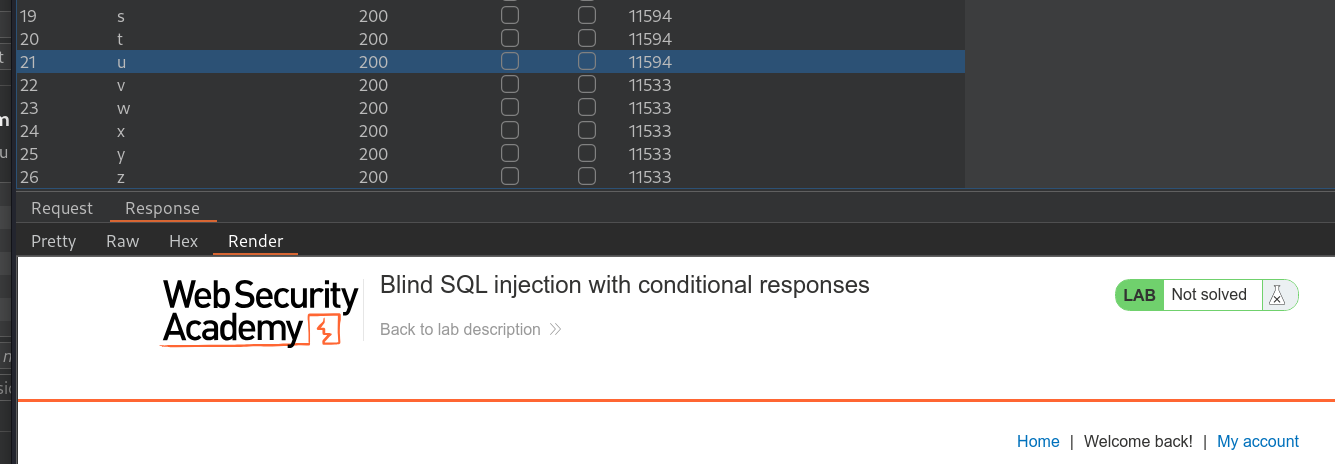 19 s 200 11594
20 t 200 11594
21 u 200 11594
22 v 200 11533
23 w 200 11533
24 x 200 11533
25 y 200 11533
26 z 200 11533
Request Response
Pretty Raw Hex Render
Web Security Academy
Blind SQL injection with conditional responses
LAB Not solved
Back to lab description
Home | Welcome back! | My account